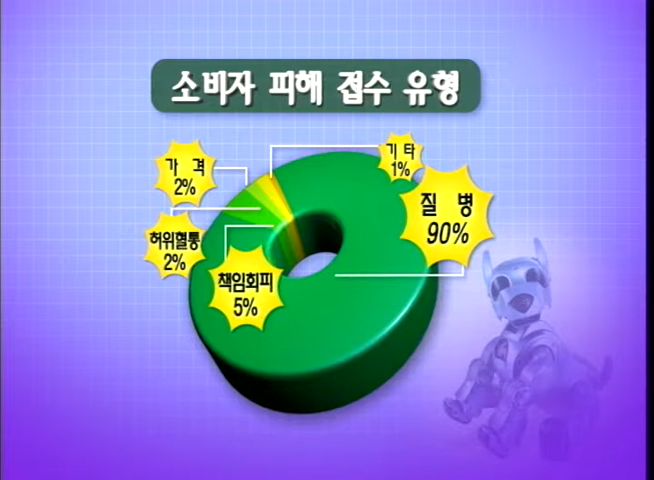 소비자 피해 접수 유형
기 타
1%
가 격
2%
질 병
90%
허위혈통
2%
책임회피
5%